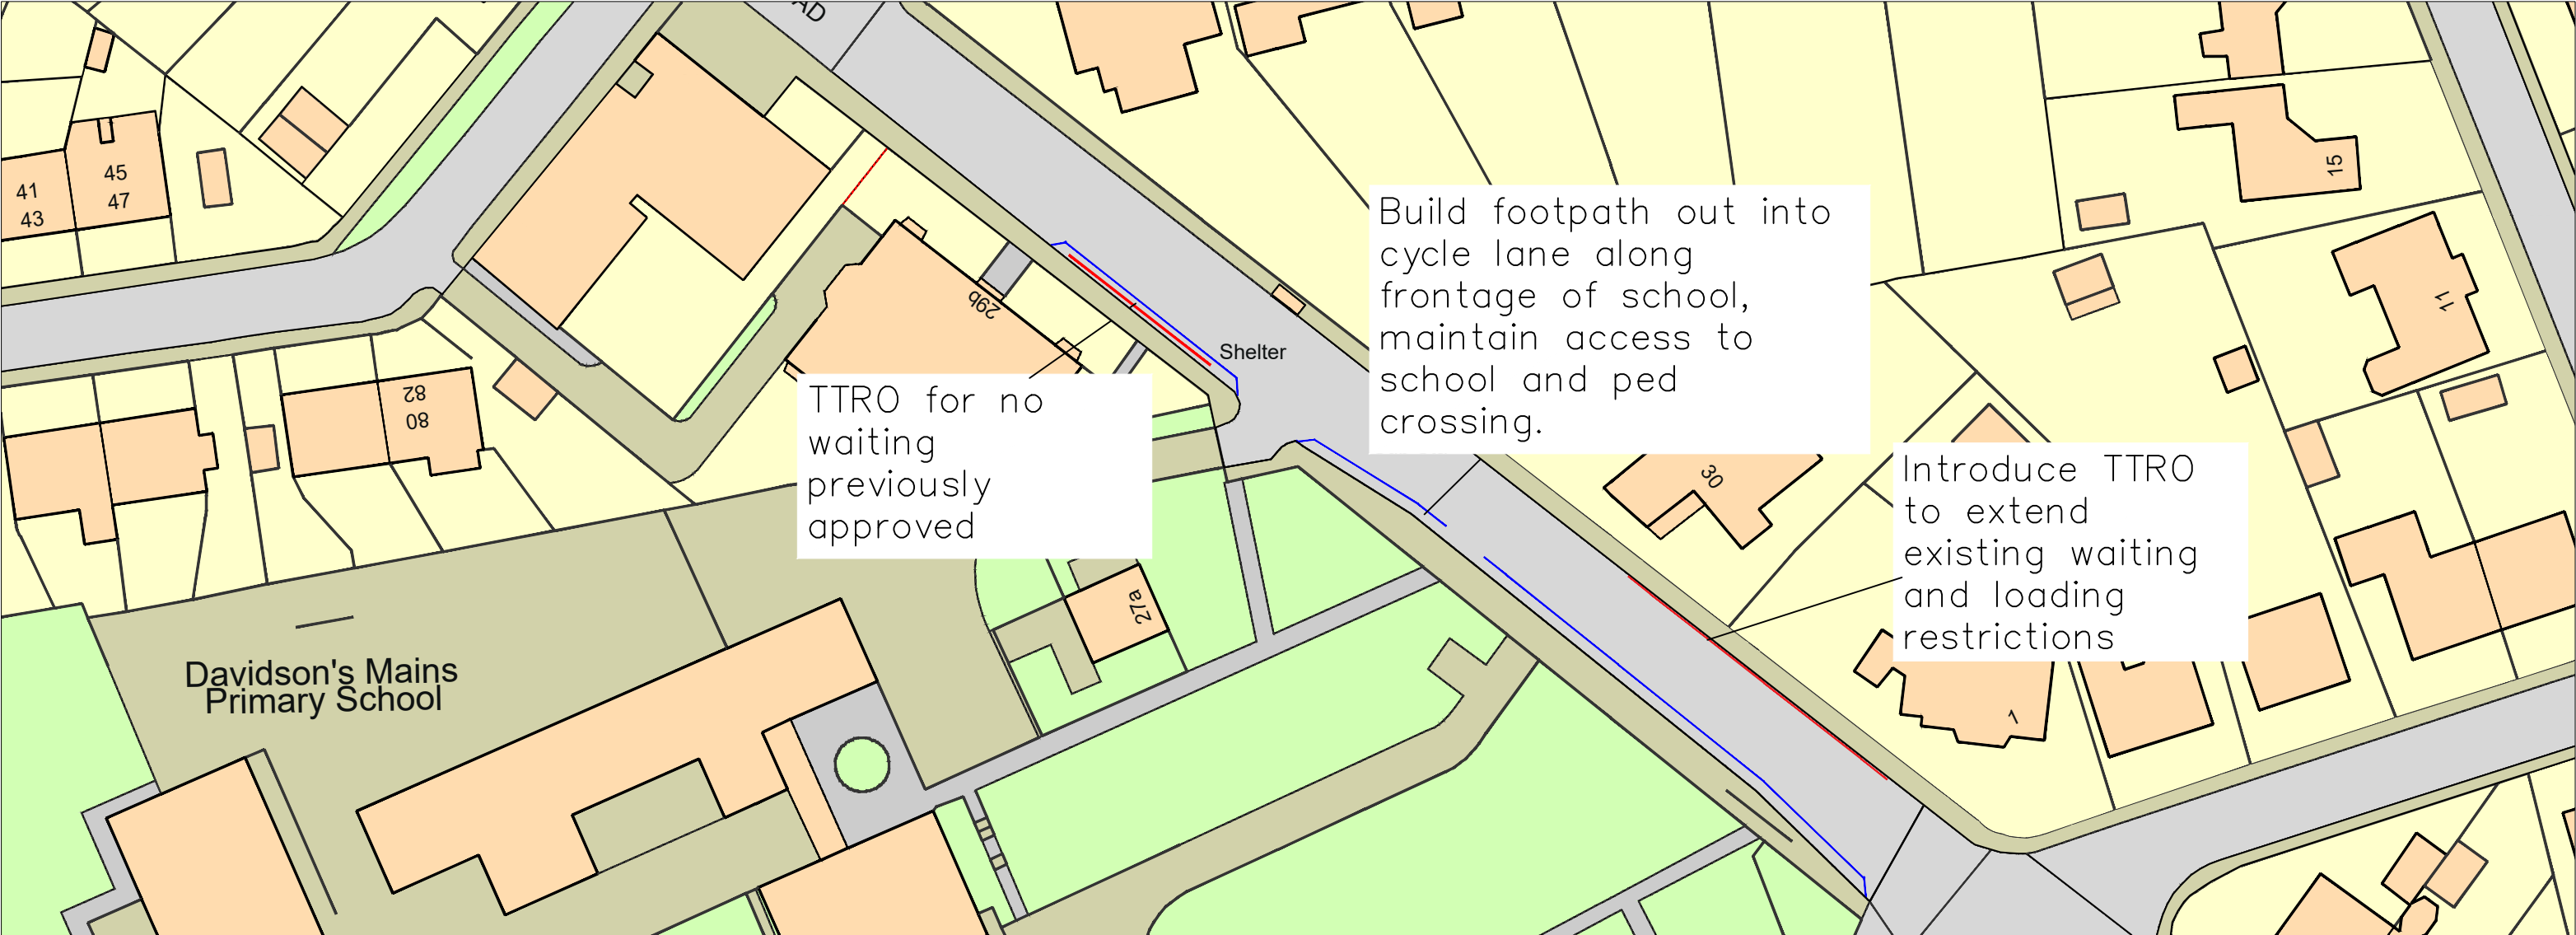 AD
41
43
45
47
82
80
29b
Shelter
Build footpath out into
cycle lane along
frontage of school,
maintain access to
school and ped
crossing.
15
11
TTRO for no
waiting
previously
approved
30
Introduce TTRO
to extend
existing waiting
and loading
restrictions
27a
7
Davidson's Mains
Primary School